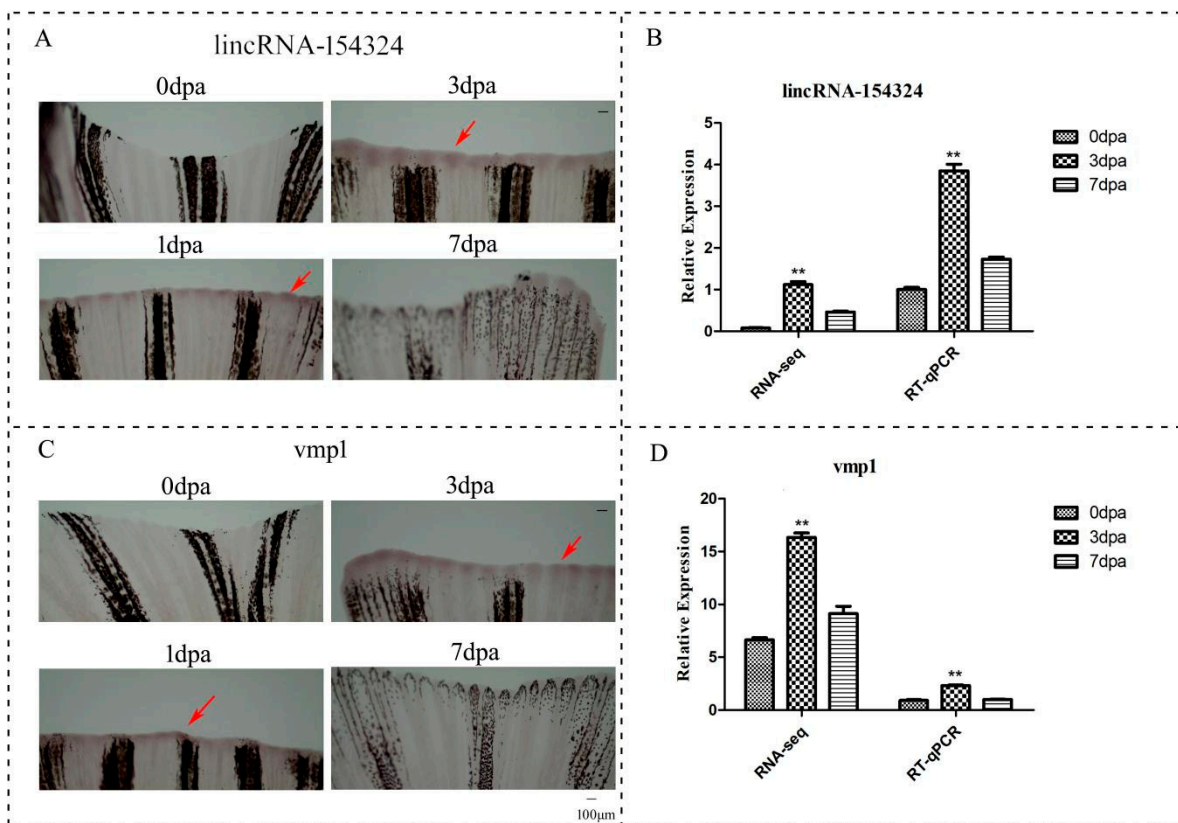 A
lincRNA-154324
0dpa
3dpa
1dpa
7dpa
B
lincRNA-154324
Relative Expression
5
4
3
2
1
0
**
**
RNA-seq
RT-qPCR
0dpa
3dpa
7dpa
C
vmp1
0dpa
3dpa
1dpa
7dpa
100μm
D
vmp1
Relative Expression
20
15
10
5
0
**
**
RNA-seq
RT-qPCR
0dpa
3dpa
7dpa